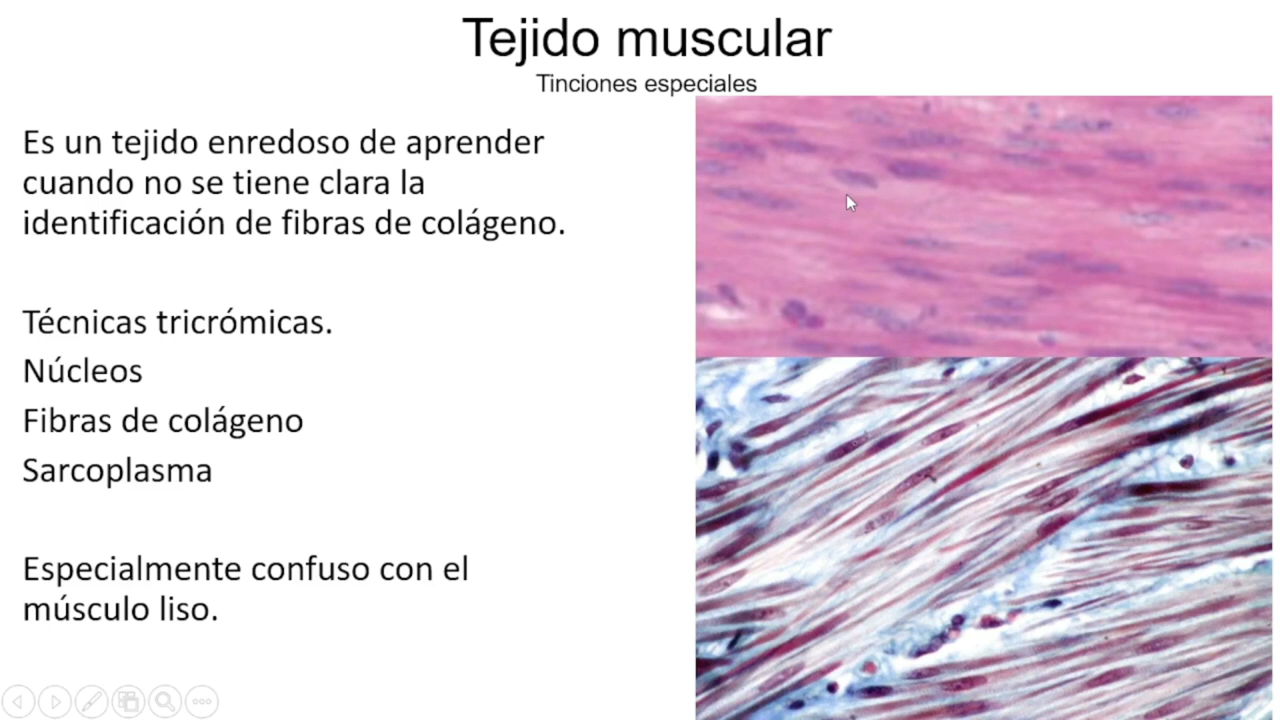 Tejido muscular
Tinciones especiales
Es un tejido enredoso de aprender
cuando no se tiene clara la
identificación de fibras de colágeno.
Técnicas tricrómicas.
Núcleos
Fibras de colágeno
Sarcoplasma
Especialmente confuso con el
músculo liso.